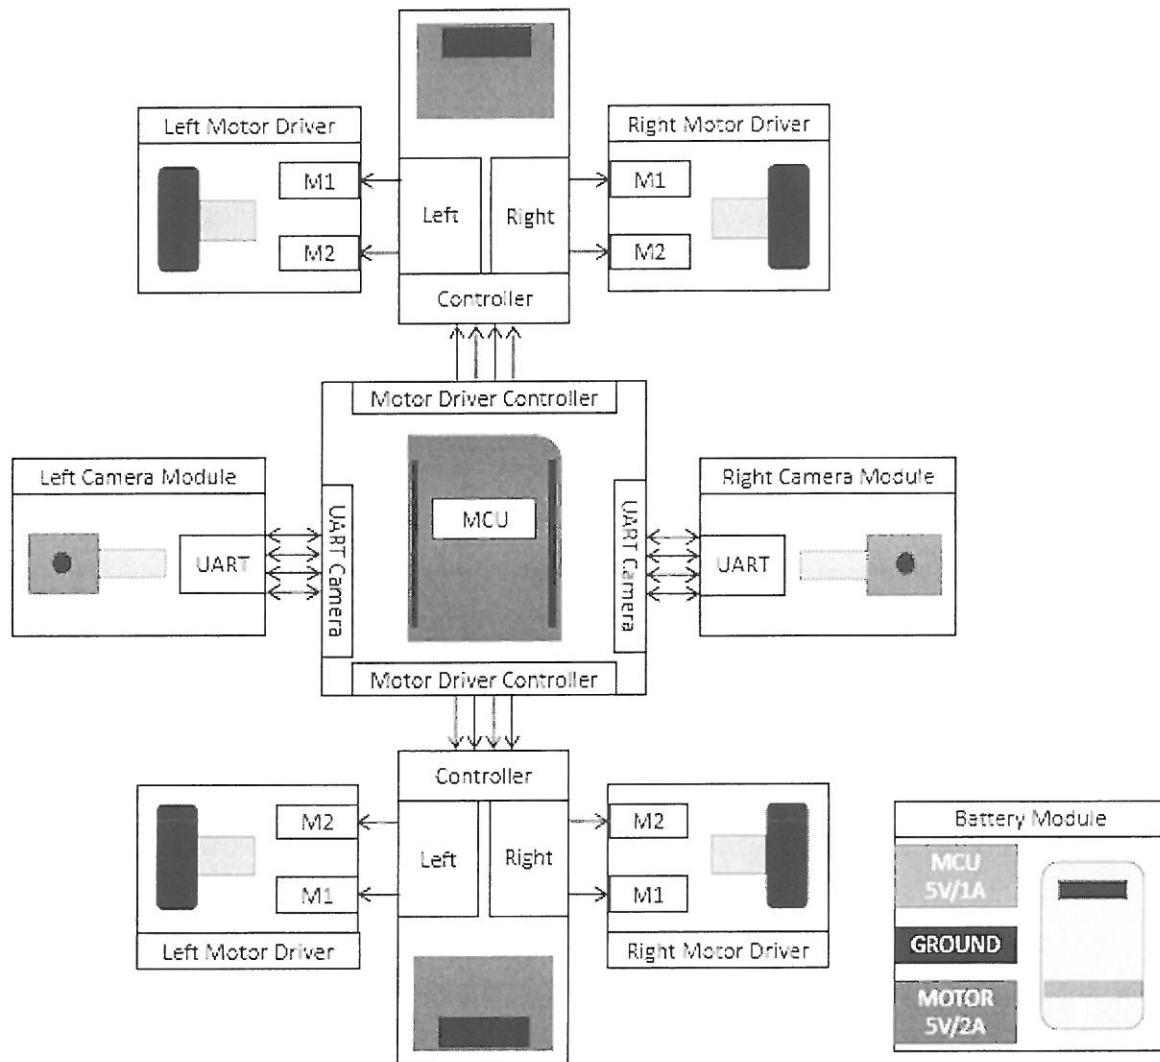 Left Motor Driver
Right Motor Driver
M1
M1
Left
Right
M2
M2
Controller
Motor Driver Controller
Left Camera Module
Right Camera Module
MCU
UART
UART Camera
UART Camera
UART
Motor Driver Controller
Controller
M2
M2
Left
Right
M1
M1
Left Motor Driver
Right Motor Driver
Battery Module
MCU
5V/1A
GROUND
MOTOR
5V/2A